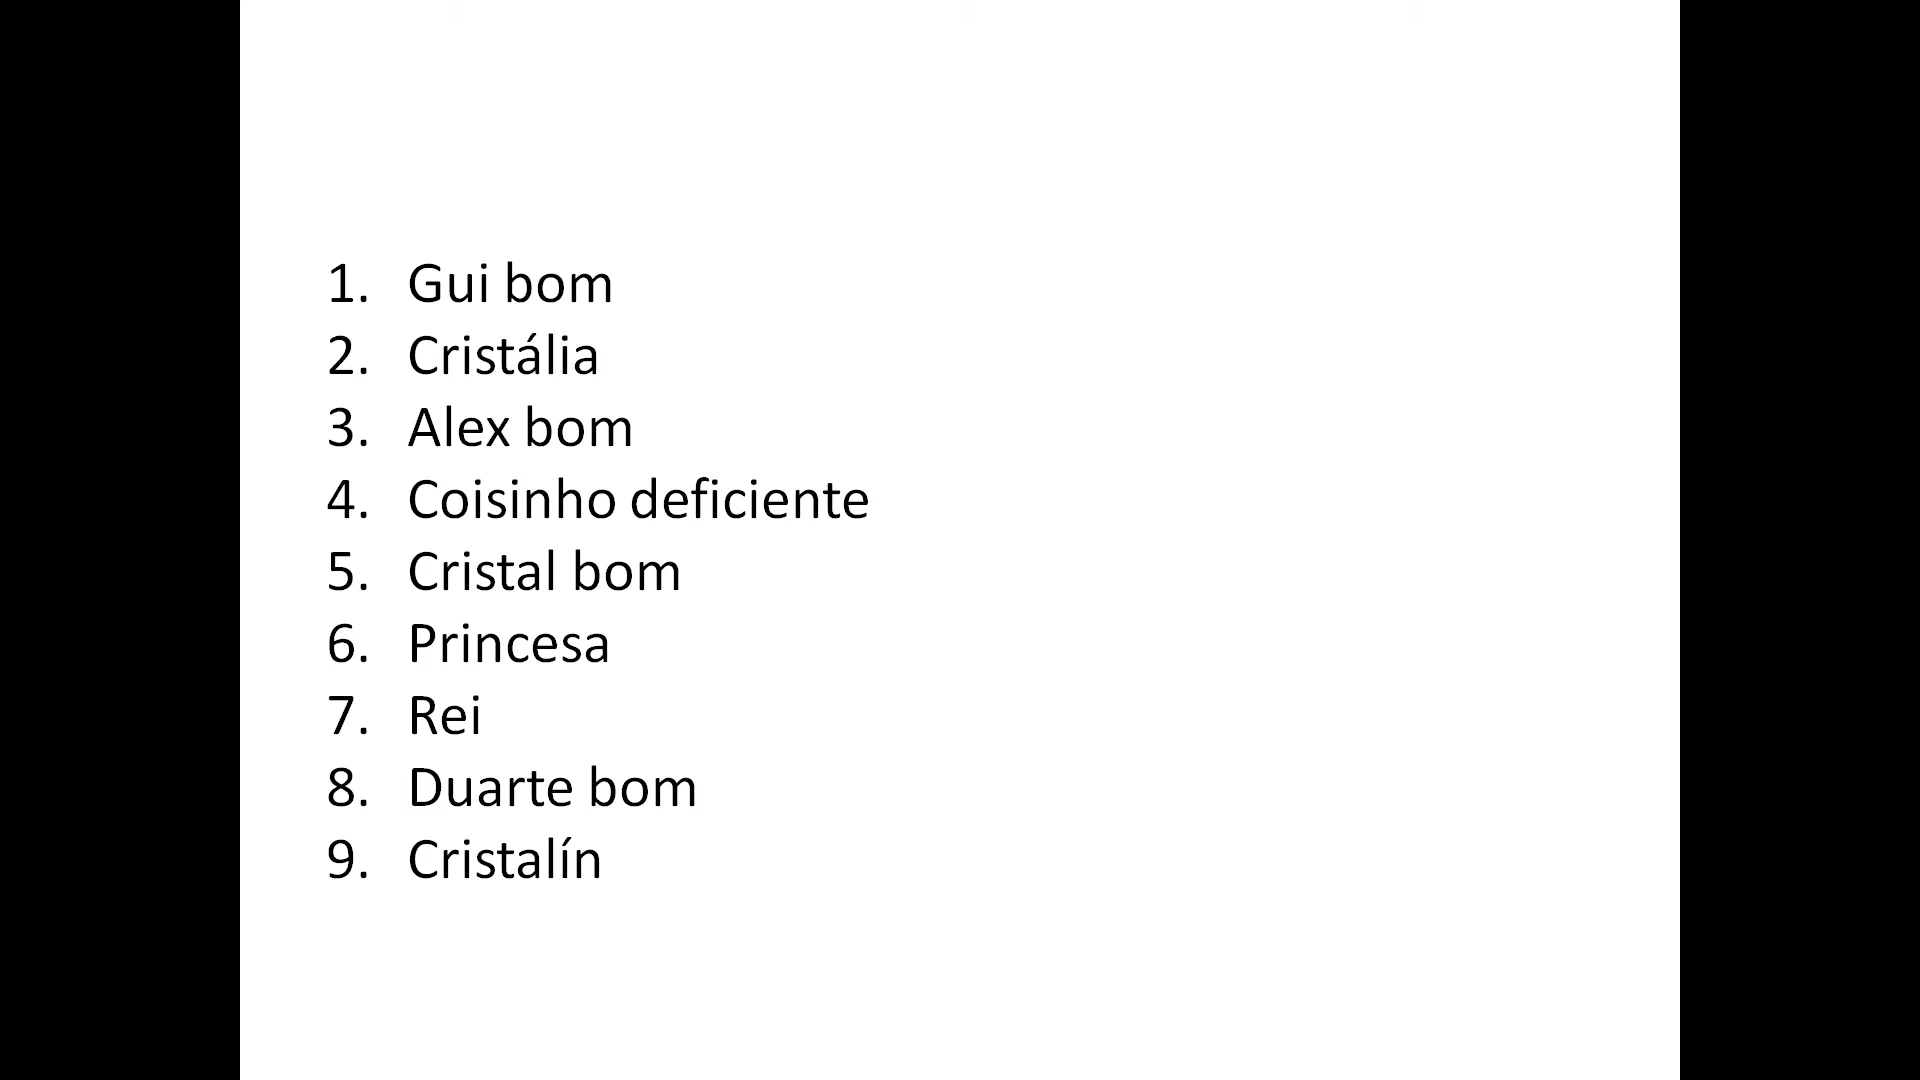 1. Gui bom
2. Cristália
3. Alex bom
4. Coisinho deficiente
5. Cristal bom
6. Princesa
7. Rei
8. Duarte bom
9. Cristalín